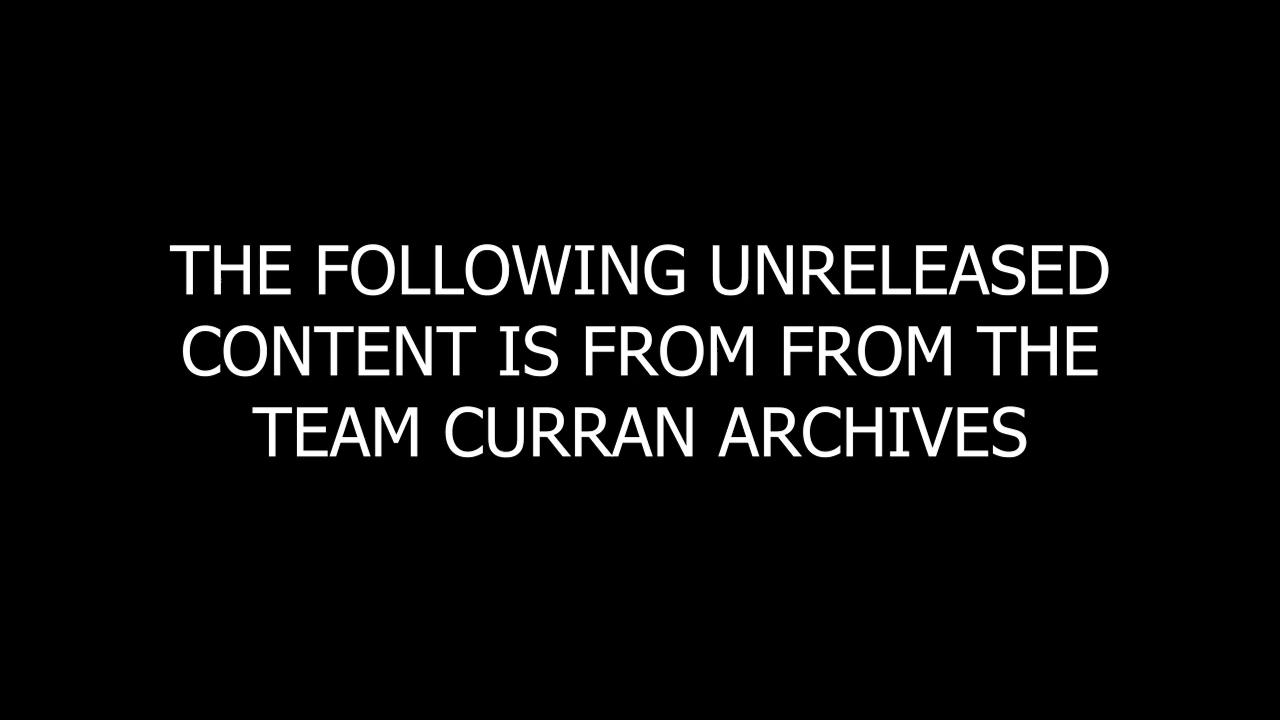 THE FOLLOWING UNRELEASED
CONTENT IS FROM FROM THE
TEAM CURRAN ARCHIVES